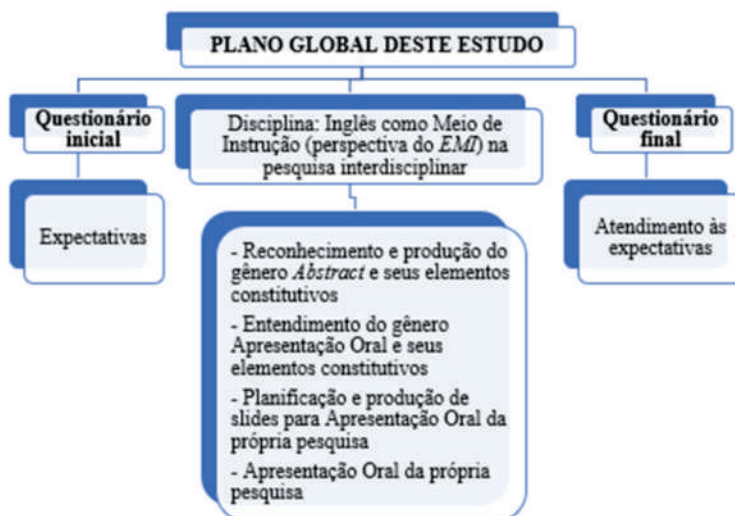 PLANO GLOBAL DESTE ESTUDO
Questionário
inicial
Expectativas
Disciplina: Inglês como Meio de
Instrução (perspectiva do EMI) na
pesquisa interdisciplinar
- Reconhecimento e produção do
gênero Abstract e seus elementos
constitutivos
- Entendimento do gênero
Apresentação Oral e seus
elementos constitutivos
- Planificação e produção de
slides para Apresentação Oral da
própria pesquisa
- Apresentação Oral da própria
pesquisa
Questionário
final
Atendimento às
expectativas